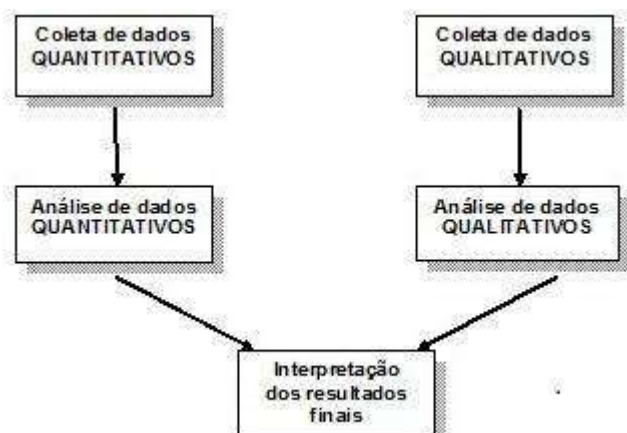 Coleta de dados
QUANTITATIVOS
Coleta de dados
QUALITATIVOS
Análise de dados
QUANTITATIVOS
Análise de dados
QUALITATIVOS
Interpretação
dos resultados
finais